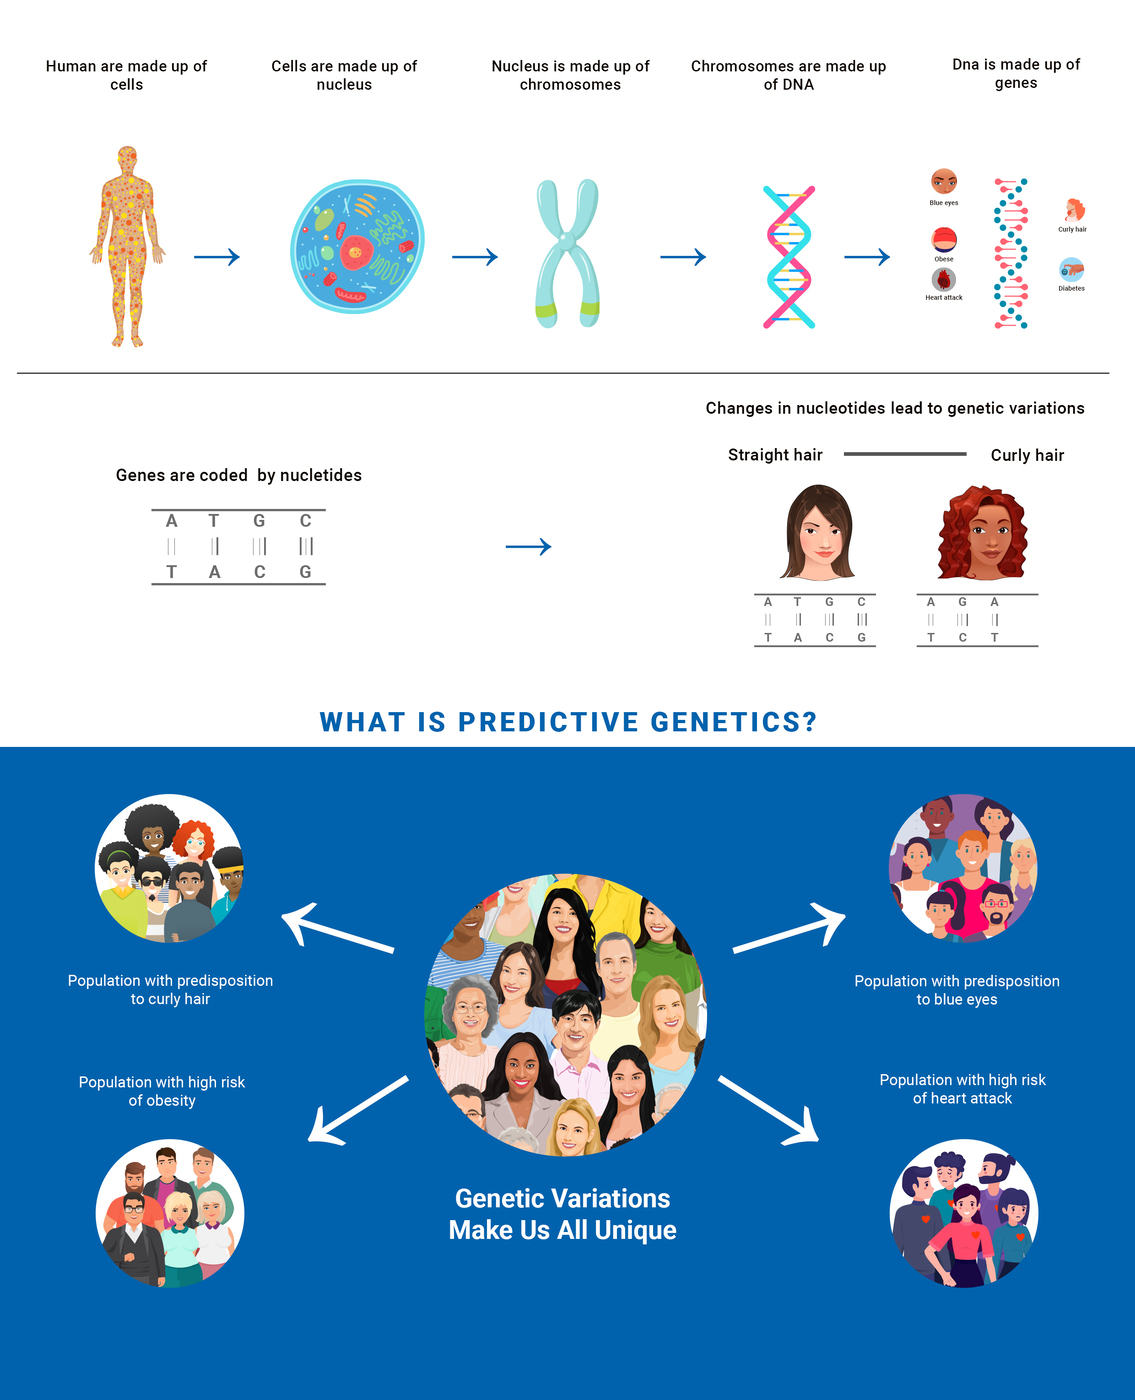 Human are made up of
cells
Cells are made up of
nucleus
Nucleus is made up of
chromosomes
Chromosomes are made up
of DNA
Dna is made up of
genes
Blue eyes
Curly hair
Obese
Heart attack
Diabetes
Genes are coded by nucletides
A T G C
T A C G
Changes in nucleotides lead to genetic variations
Straight hair
Curly hair
A T G C
T A C G
A G A
T C T
WHAT IS PREDICTIVE GENETICS?
Population with predisposition
to curly hair
Population with predisposition
to blue eyes
Population with high risk
of obesity
Population with high risk
of heart attack
Genetic Variations
Make Us All Unique